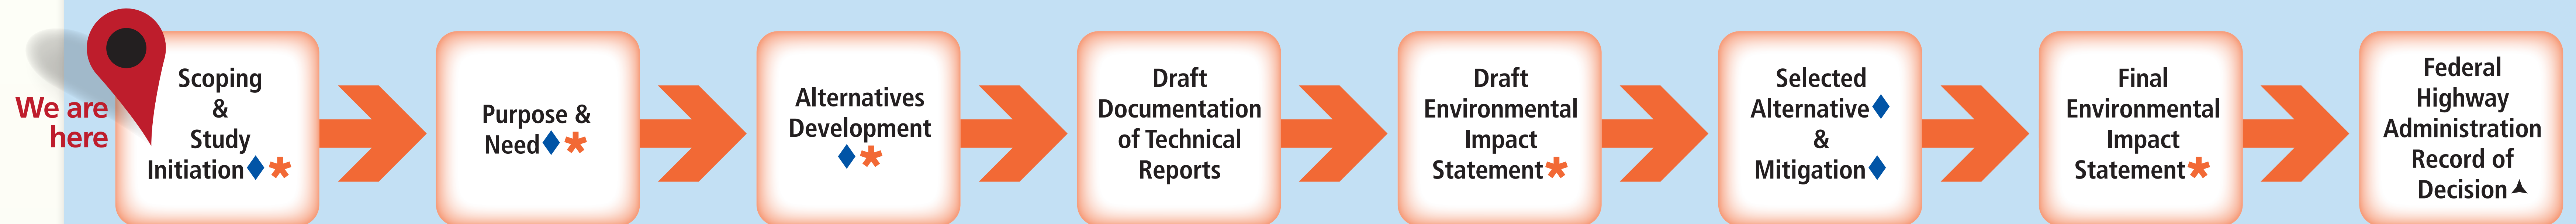 We are
here
Scoping
&
Study
Initiation♦*
Purpose &
Need♦*
Alternatives
Development
♦*
Draft
Documentation
of Technical
Reports
Draft
Environmental
Impact
Statement*
Selected
Alternative♦
&
Mitigation♦
Final
Environmental
Impact
Statement*
Federal
Highway
Administration
Record of
Decision▲